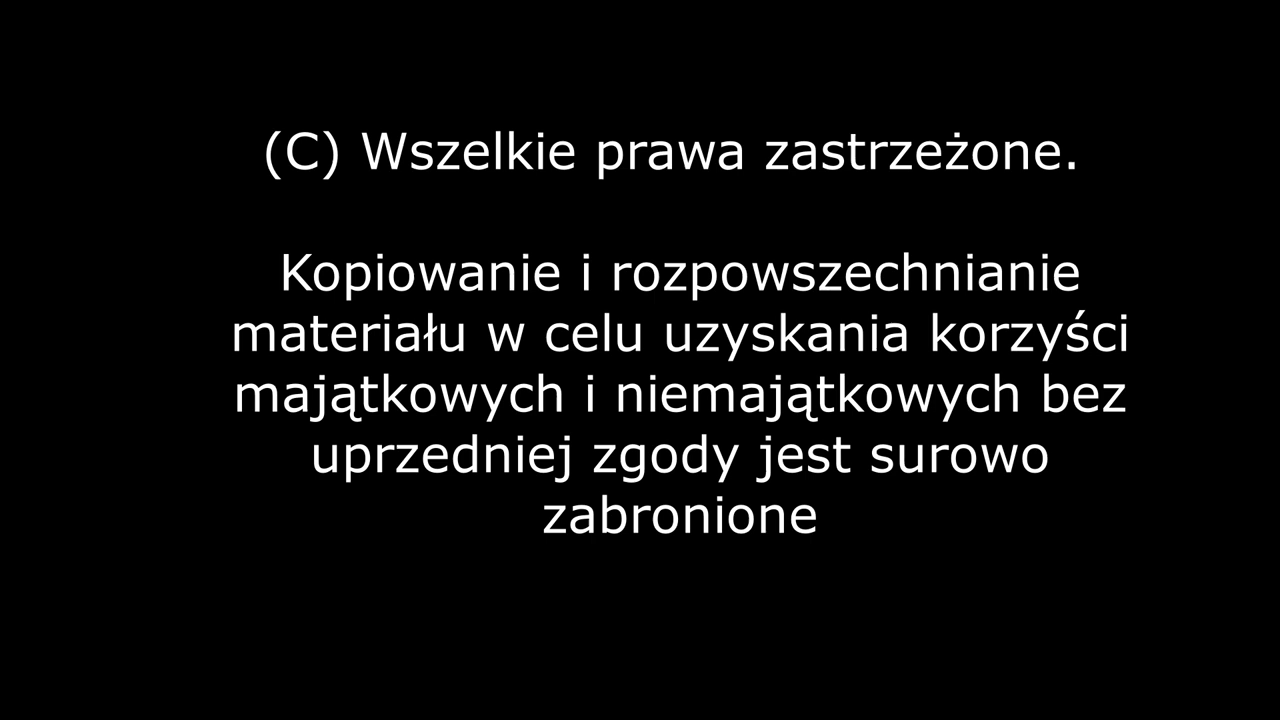 (C) Wszelkie prawa zastrzeżone.
Kopiowanie i rozpowszechnianie
materiału w celu uzyskania korzyści
majątkowych i niemajątkowych bez
uprzedniej zgody jest surowo
zabronione